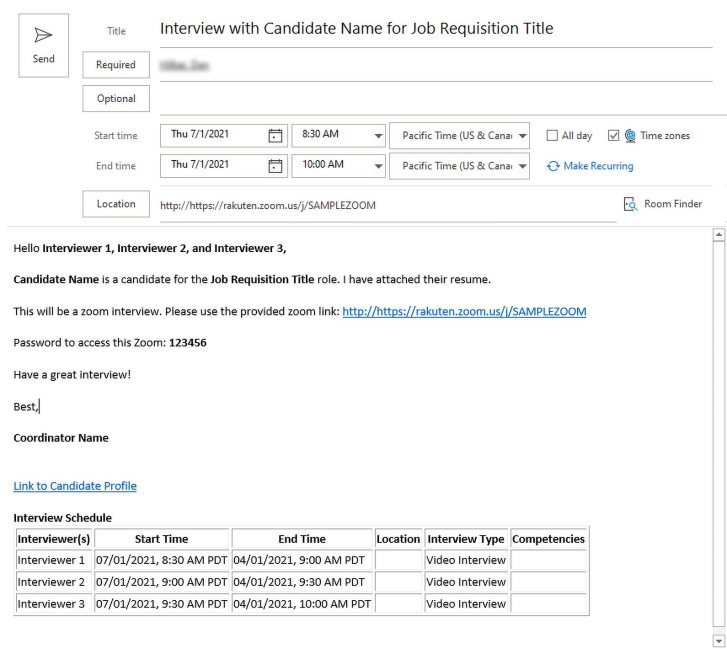 Send
Title
Interview with Candidate Name for Job Requisition Title
Required
Optional
Start time
Thu 7/1/2021
8:30 AM
Pacific Time (US & Cana
All day
Time zones
End time
Thu 7/1/2021
10:00 AM
Pacific Time (US & Cana
Make Recurring
Location
http://https://rakuten.zoom.us/j/SAMPLEZOOM
Room Finder
Hello Interviewer 1, Interviewer 2, and Interviewer 3,
Candidate Name is a candidate for the Job Requisition Title role. I have attached their resume.
This will be a zoom interview. Please use the provided zoom link: http://https://rakuten.zoom.us/j/SAMPLEZOOM
Password to access this Zoom: 123456
Have a great interview!
Best,
Coordinator Name
Link to Candidate Profile
Interview Schedule
Interviewer(s) Start Time End Time Location Interview Type Competencies
Interviewer 1 07/01/2021, 8:30 AM PDT 04/01/2021, 9:00 AM PDT Video Interview
Interviewer 2 07/01/2021, 9:00 AM PDT 04/01/2021, 9:30 AM PDT Video Interview
Interviewer 3 07/01/2021, 9:30 AM PDT 04/01/2021, 10:00 AM PDT Video Interview